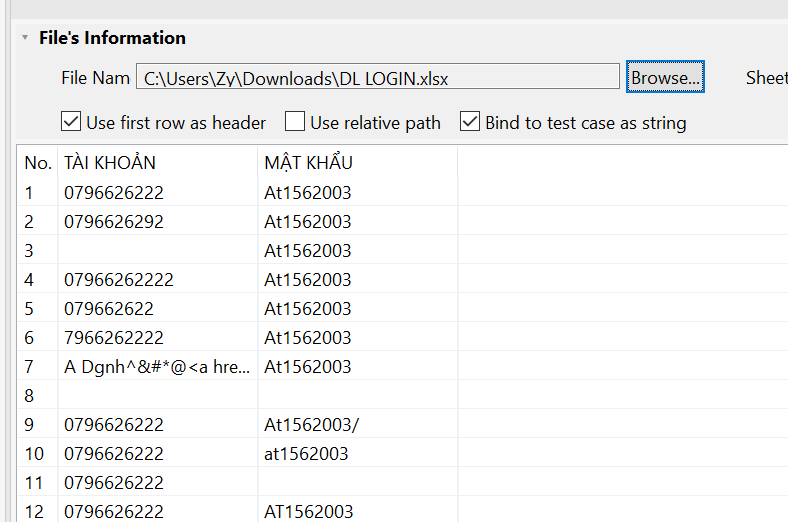 File's Information
File Nam C:\Users\Zy\Downloads\DL LOGIN.xlsx Browse... Sheet
Use first row as header Use relative path Bind to test case as string
No. TÀI KHOẢN MẬT KHẨU
1 0796626222 At1562003
2 0796626292 At1562003
3 At1562003
4 07966262222 At1562003
5 079662622 At1562003
6 7966262222 At1562003
7 A Dgnh^&#*@<a hre... At1562003
8
9 0796626222 At1562003/
10 0796626222 at1562003
11 0796626222
12 0796626222 AT1562003